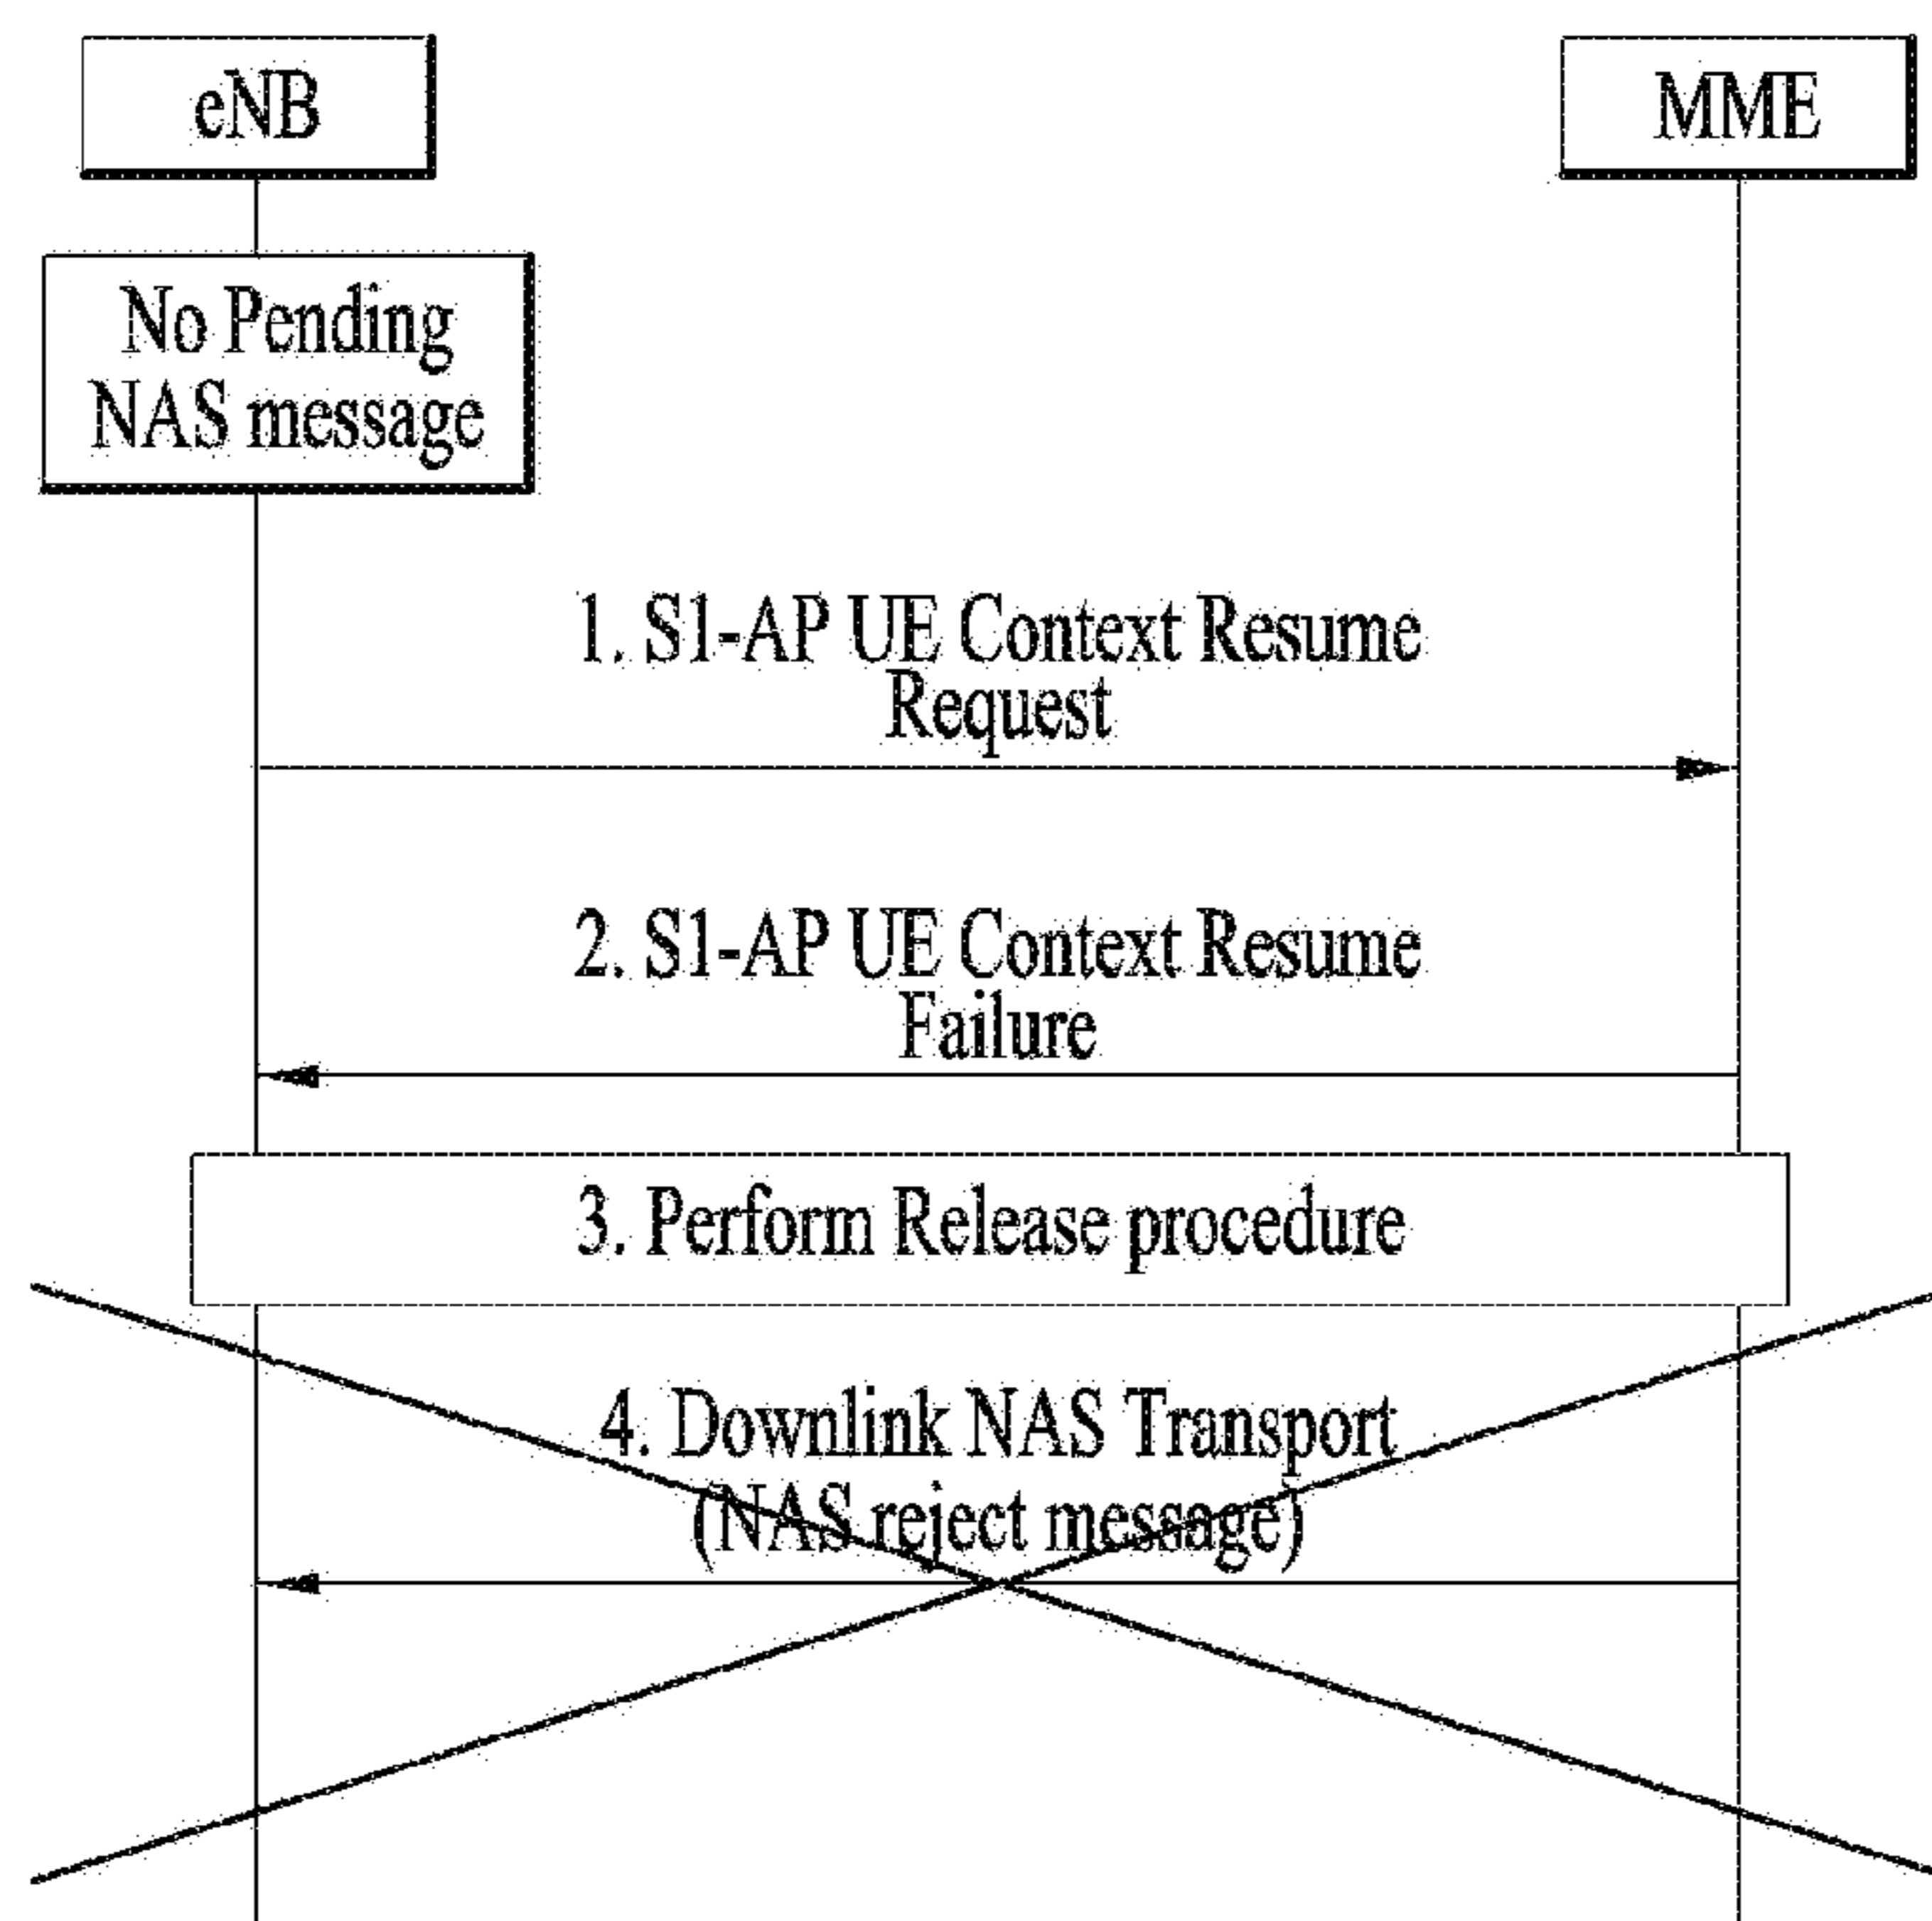 eNB
MME
No Pending
NAS message
1. S1-AP UE Context Resume
Request
2. S1-AP UE Context Resume
Failure
3. Perform Release procedure
4. Downlink NAS Transport
(NAS reject message)